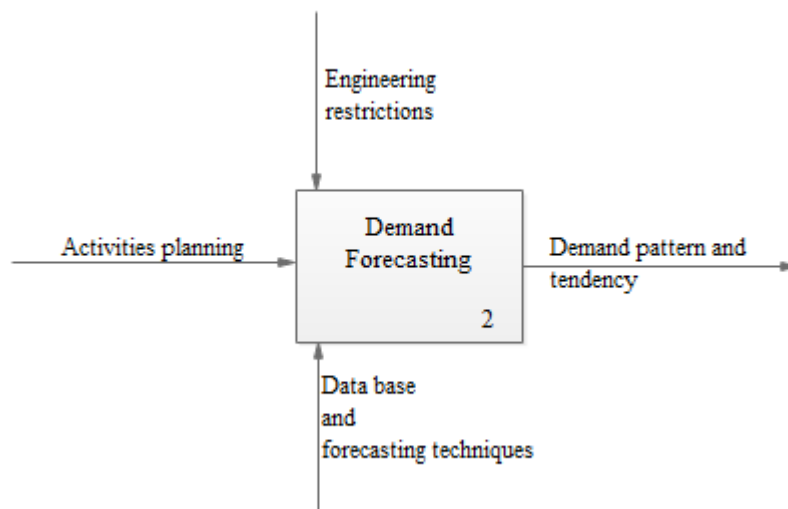 Engineering
restrictions
Demand
Forecasting
2
Activities planning
Demand pattern and
tendency
Data base
and
forecasting techniques